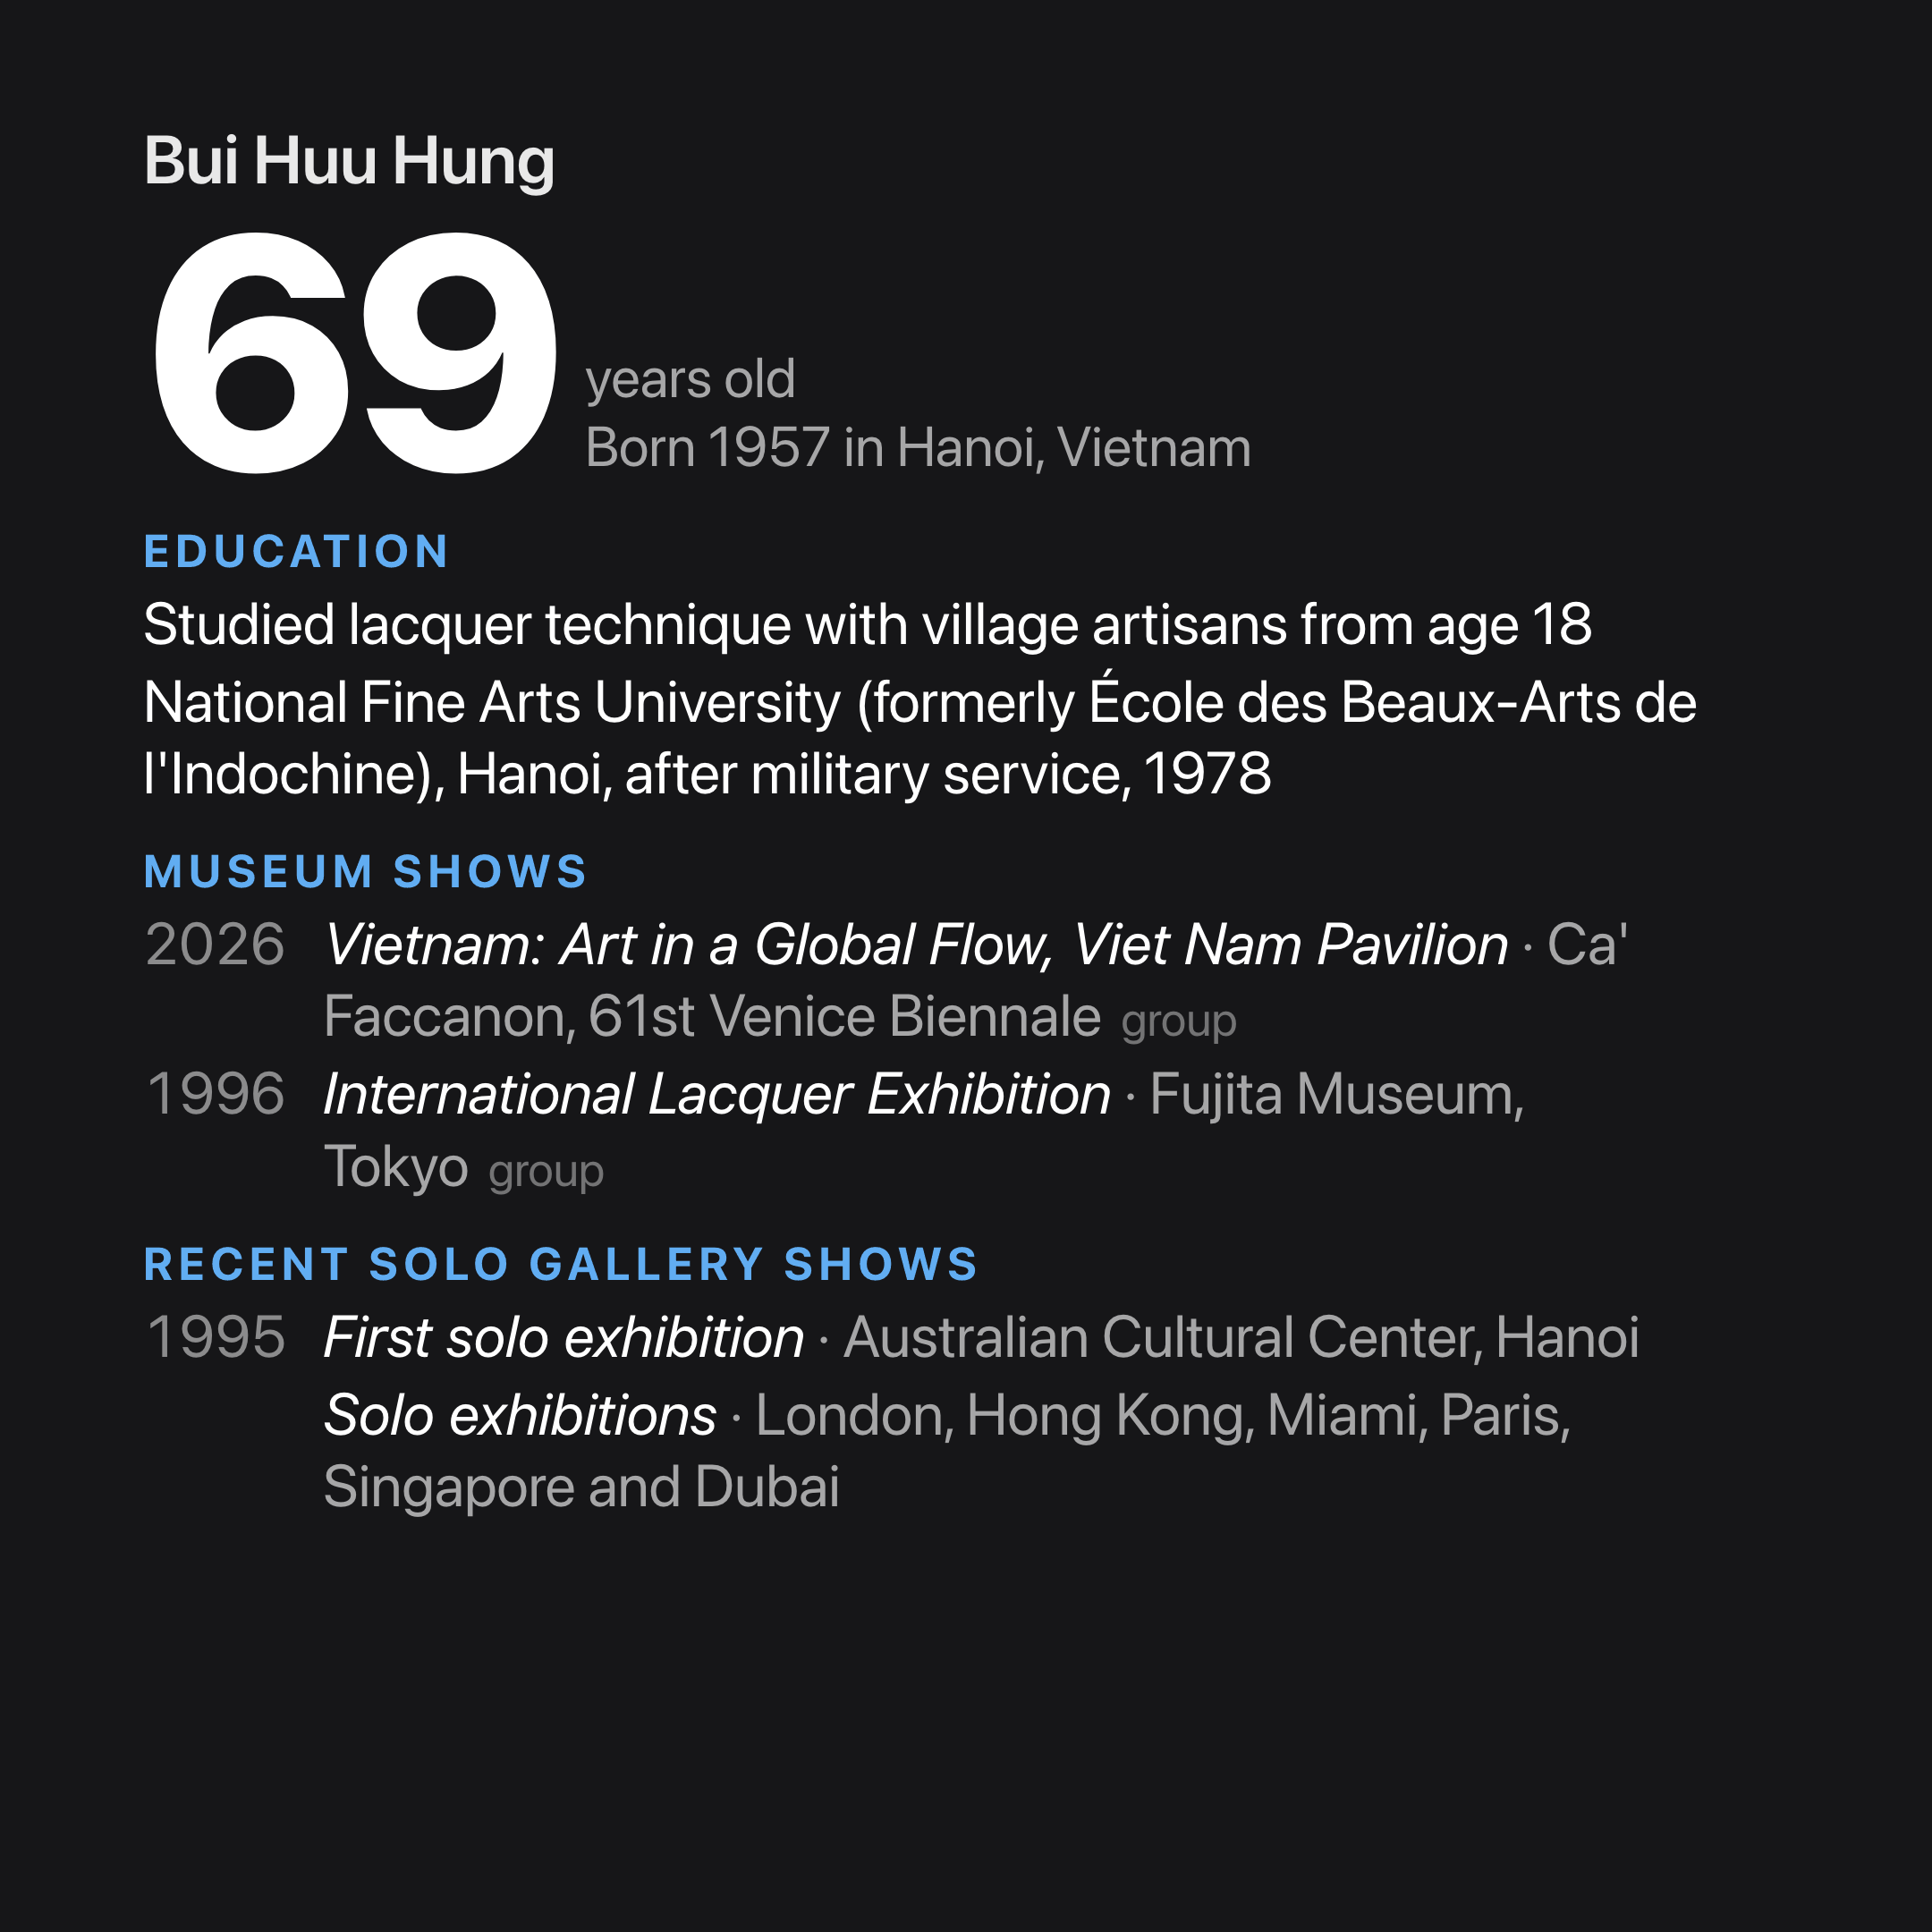 Bui Huu Hung
69
years old
Born 1957 in Hanoi, Vietnam
EDUCATION
Studied lacquer technique with village artisans from age 18
National Fine Arts University (formerly École des Beaux-Arts de
l'Indochine), Hanoi, after military service, 1978
MUSEUM SHOWS
2026 Vietnam: Art in a Global Flow, Viet Nam Pavilion · Ca'
Faccanon, 61st Venice Biennale group
1996 International Lacquer Exhibition · Fujita Museum,
Tokyo group
RECENT SOLO GALLERY SHOWS
1995 First solo exhibition · Australian Cultural Center, Hanoi
Solo exhibitions · London, Hong Kong, Miami, Paris,
Singapore and Dubai